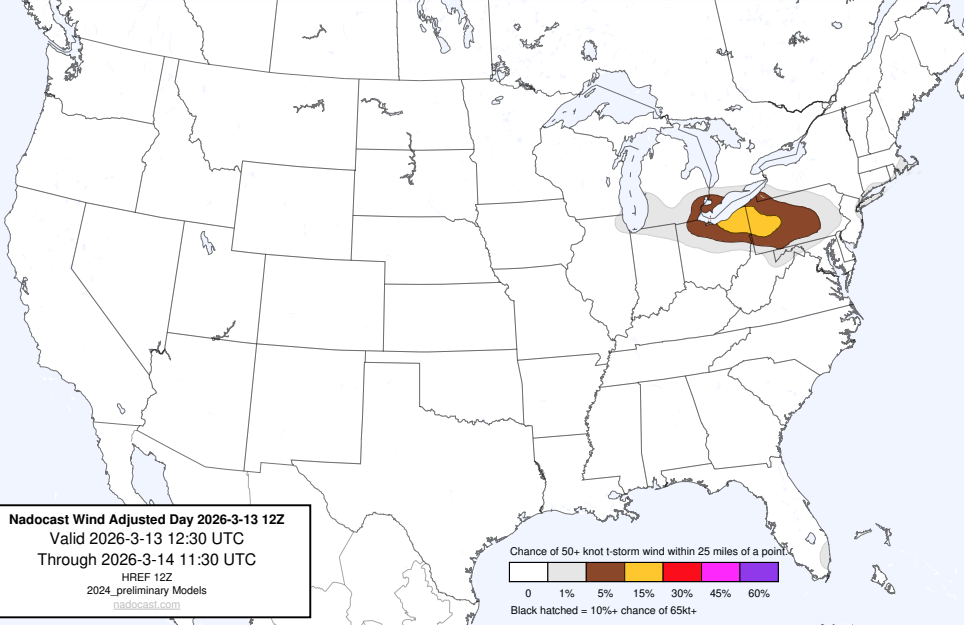 Nadocast Wind Adjusted Day 2026-3-13 12Z
Valid 2026-3-13 12:30 UTC
Through 2026-3-14 11:30 UTC
HREF 12Z
2024_preliminary Models
nadocast.com
Chance of 50+ knot t-storm wind within 25 miles of a point.
0 1% 5% 15% 30% 45% 60%
Black hatched = 10%+ chance of 65kt+